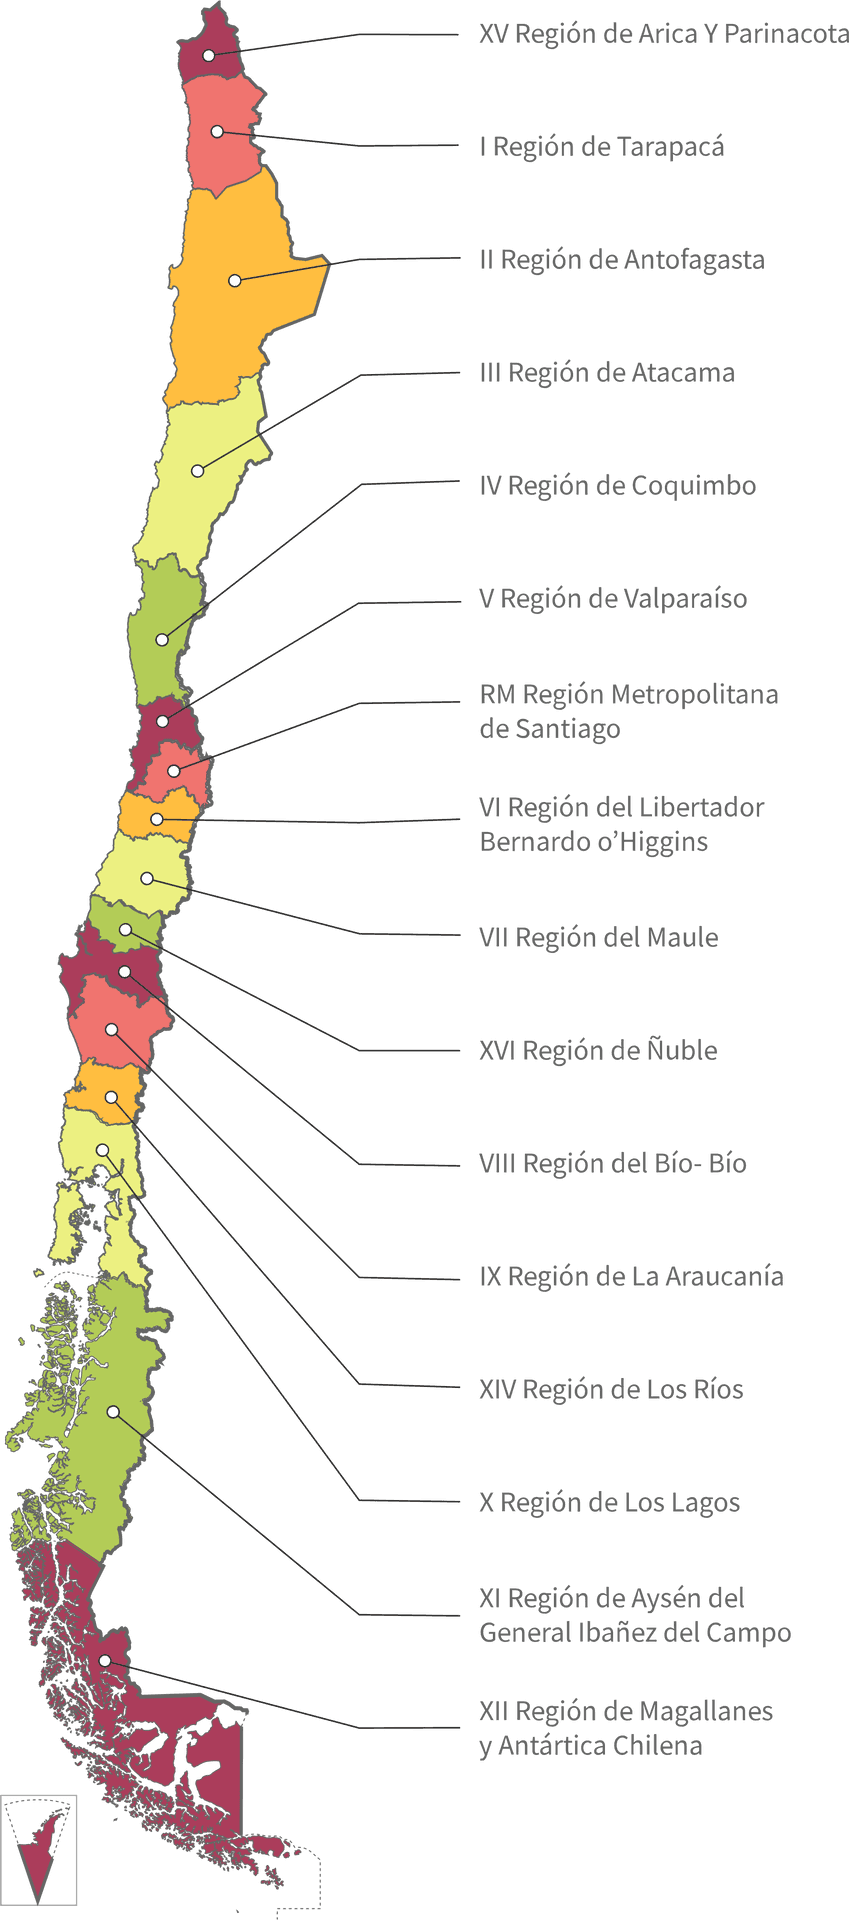 XV Región de Arica Y Parinacota
I Región de Tarapacá
II Región de Antofagasta
III Región de Atacama
IV Región de Coquimbo
V Región de Valparaíso
RM Región Metropolitana
de Santiago
VI Región del Libertador
Bernardo o’Higgins
VII Región del Maule
XVI Región de Ñuble
VIII Región del Bío- Bío
IX Región de La Araucanía
XIV Región de Los Ríos
X Región de Los Lagos
XI Región de Aysén del
General Ibañez del Campo
XII Región de Magallanes
y Antártica Chilena